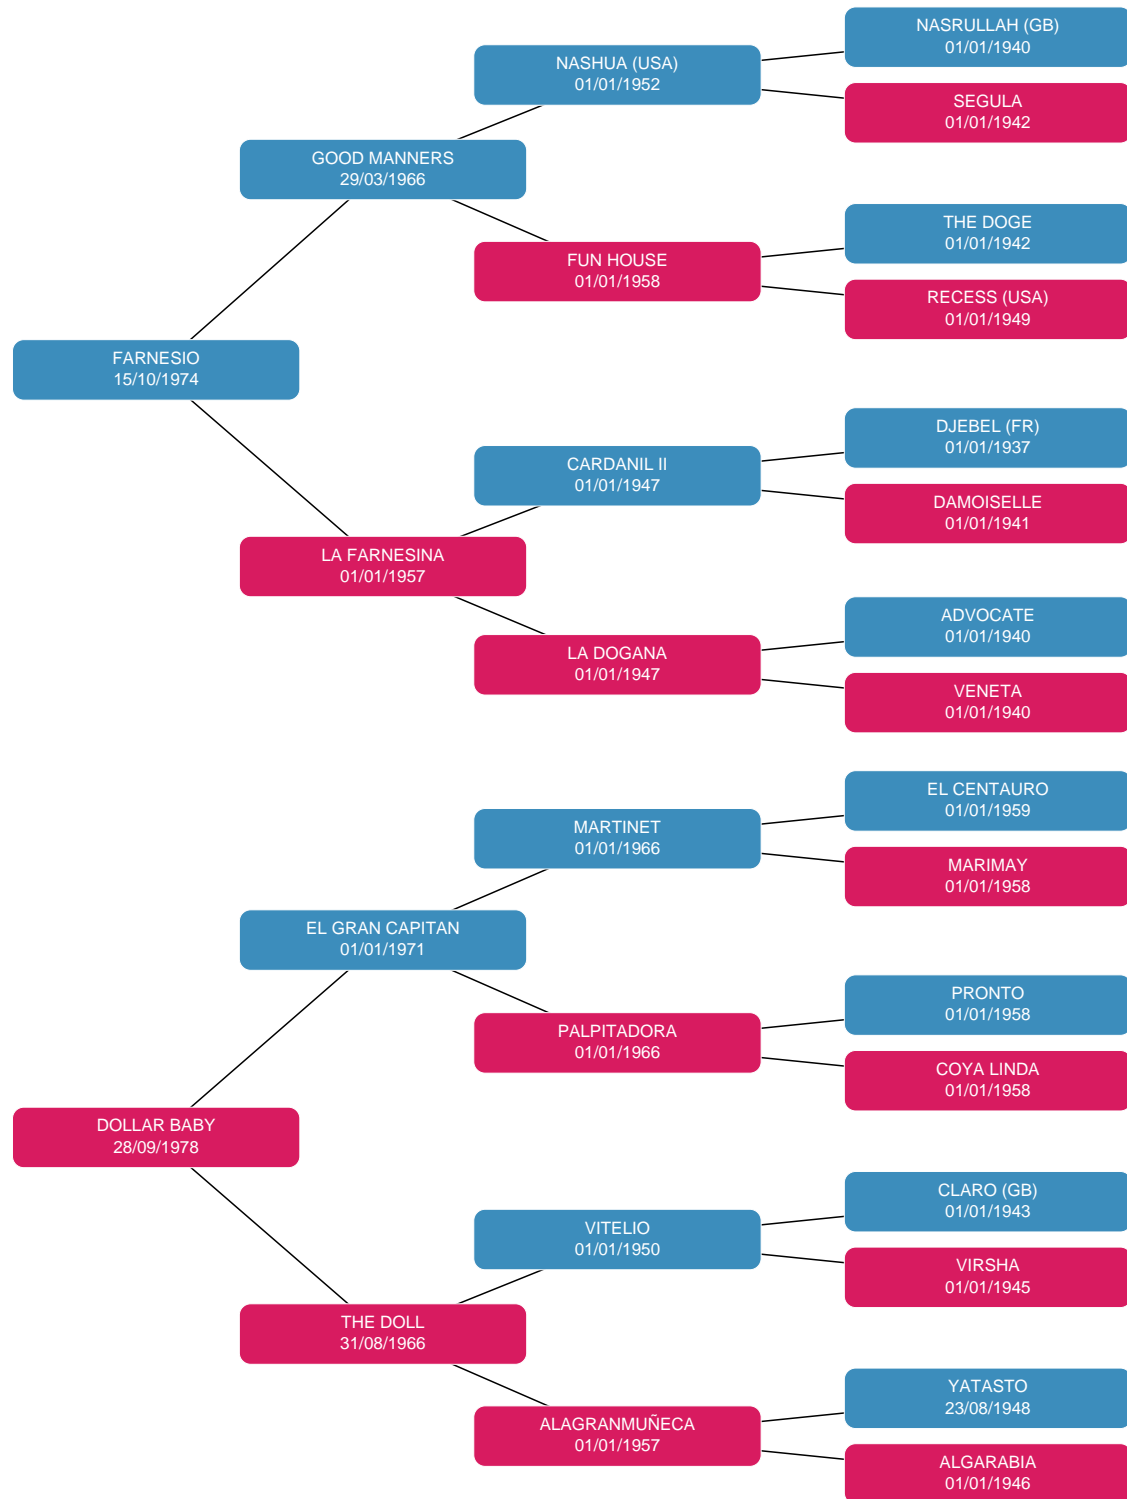 NASRULLAH (GB)
01/01/1940
NASHUA (USA)
01/01/1952
SEGULA
01/01/1942
GOOD MANNERS
29/03/1966
THE DOGE
01/01/1942
FUN HOUSE
01/01/1958
RECESS (USA)
01/01/1949
FARNESIO
15/10/1974
DJEBEL (FR)
01/01/1937
CARDANIL II
01/01/1947
DAMOISELLE
01/01/1941
LA FARNESINA
01/01/1957
ADVOCATE
01/01/1940
LA DOGANA
01/01/1947
VENETA
01/01/1940
EL CENTAURO
01/01/1959
MARTINET
01/01/1966
MARIMAY
01/01/1958
EL GRAN CAPITAN
01/01/1971
PRONTO
01/01/1958
PALPITADORA
01/01/1966
COYA LINDA
01/01/1958
DOLLAR BABY
28/09/1978
CLARO (GB)
01/01/1943
VITELIO
01/01/1950
VIRSHA
01/01/1945
THE DOLL
31/08/1966
YATASTO
23/08/1948
ALAGRANMUÑECA
01/01/1957
ALGARABIA
01/01/1946